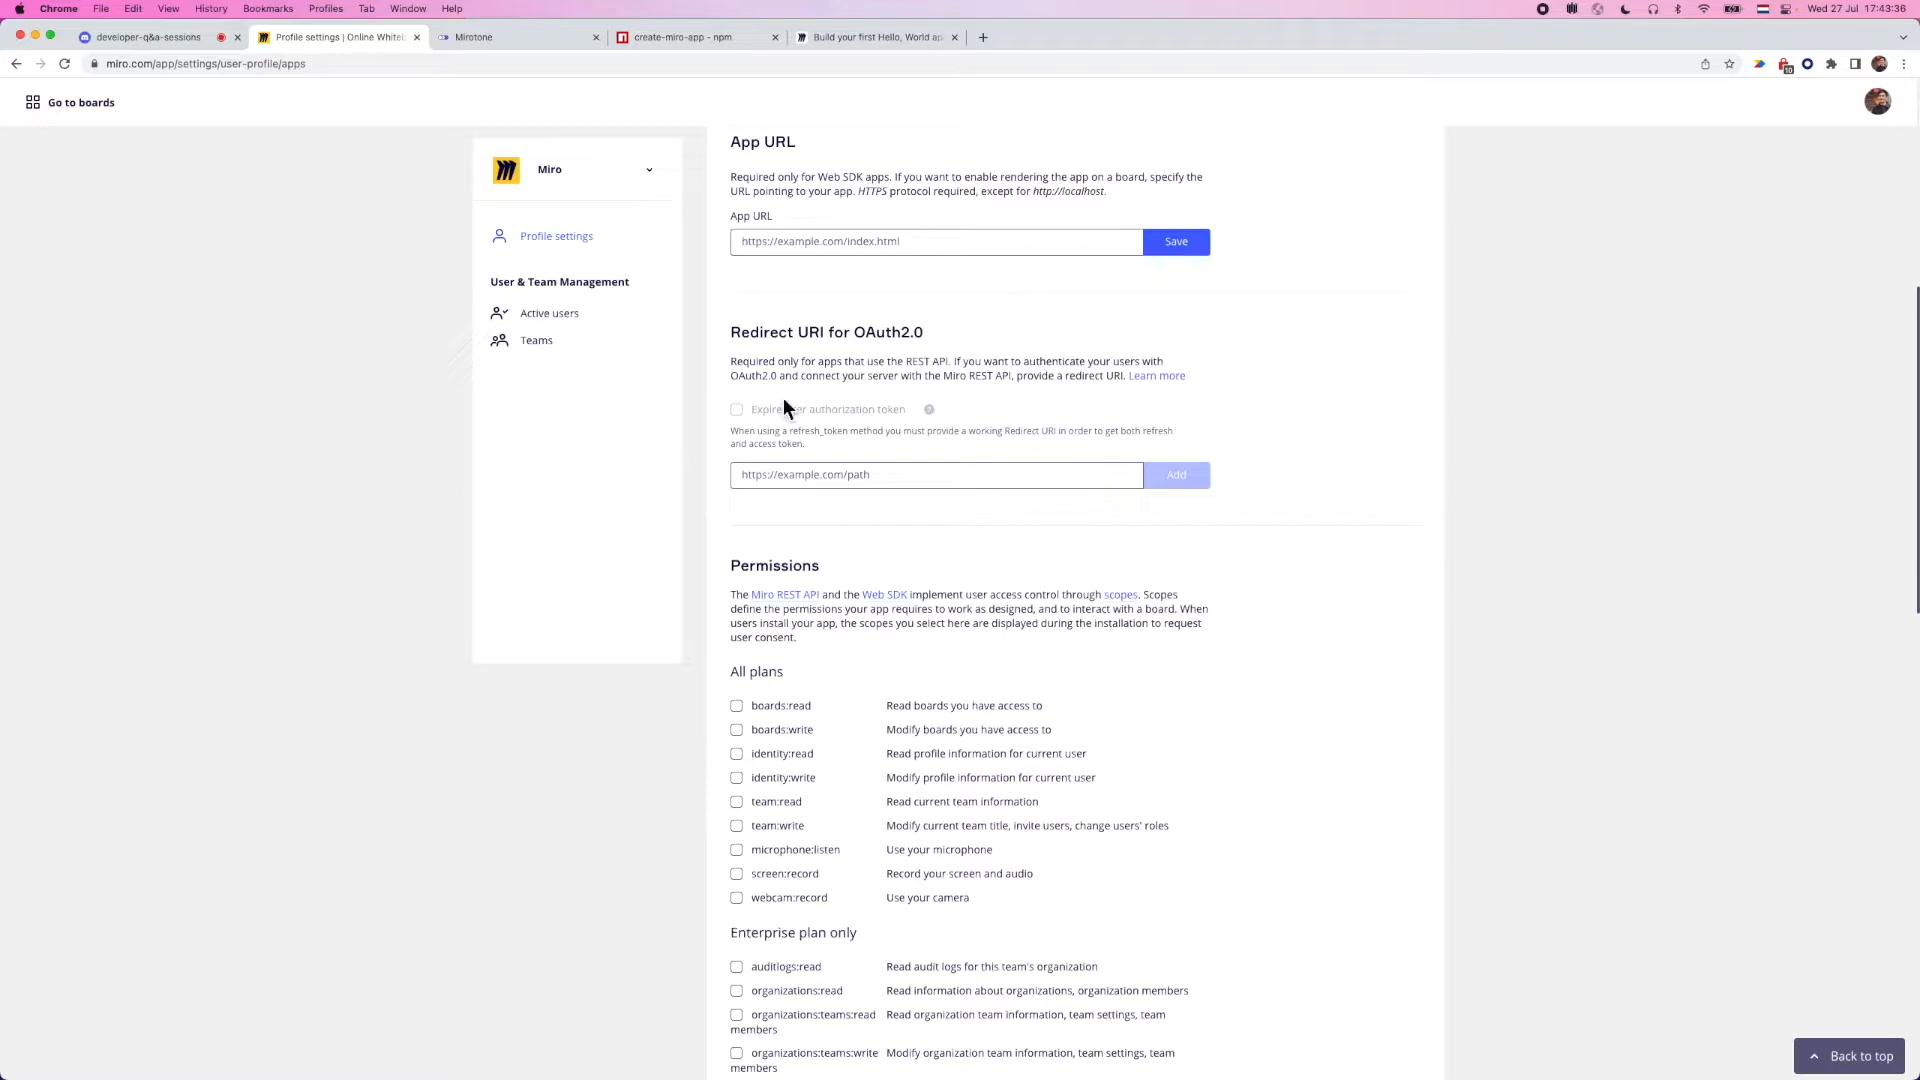 Chrome File Edit View History Bookmarks Profiles Tab Window Help Wed 27 Jul 17:43:36
developer-q&a-sessions Profile settings | Online Whiteb Mirotone create-miro-app - npm Build your first Hello, World ap
miro.com/app/settings/user-profile/apps
Go to boards
Miro
Profile settings
User & Team Management
Active users
Teams
App URL
Required only for Web SDK apps. If you want to enable rendering the app on a board, specify the
URL pointing to your app. HTTPS protocol required, except for http://localhost.
App URL
https://example.com/index.html Save
Redirect URI for OAuth2.0
Required only for apps that use the REST API. If you want to authenticate your users with
OAuth2.0 and connect your server with the Miro REST API, provide a redirect URI. Learn more
Expire authorization token ?
When using a refresh_token method you must provide a working Redirect URI in order to get both refresh
and access token.
https://example.com/path Add
Permissions
The Miro REST API and the Web SDK implement user access control through scopes. Scopes
define the permissions your app requires to work as designed, and to interact with a board. When
users install your app, the scopes you select here are displayed during the installation to request
user consent.
All plans
boards:read Read boards you have access to
boards:write Modify boards you have access to
identity:read Read profile information for current user
identity:write Modify profile information for current user
team:read Read current team information
team:write Modify current team title, invite users, change users' roles
microphone:listen Use your microphone
screen:record Record your screen and audio
webcam:record Use your camera
Enterprise plan only
auditlogs:read Read audit logs for this team's organization
organizations:read Read information about organizations, organization members
organizations:teams:read Read organization team information, team settings, team
members
organizations:teams:write Modify organization team information, team settings, team
members
Back to top